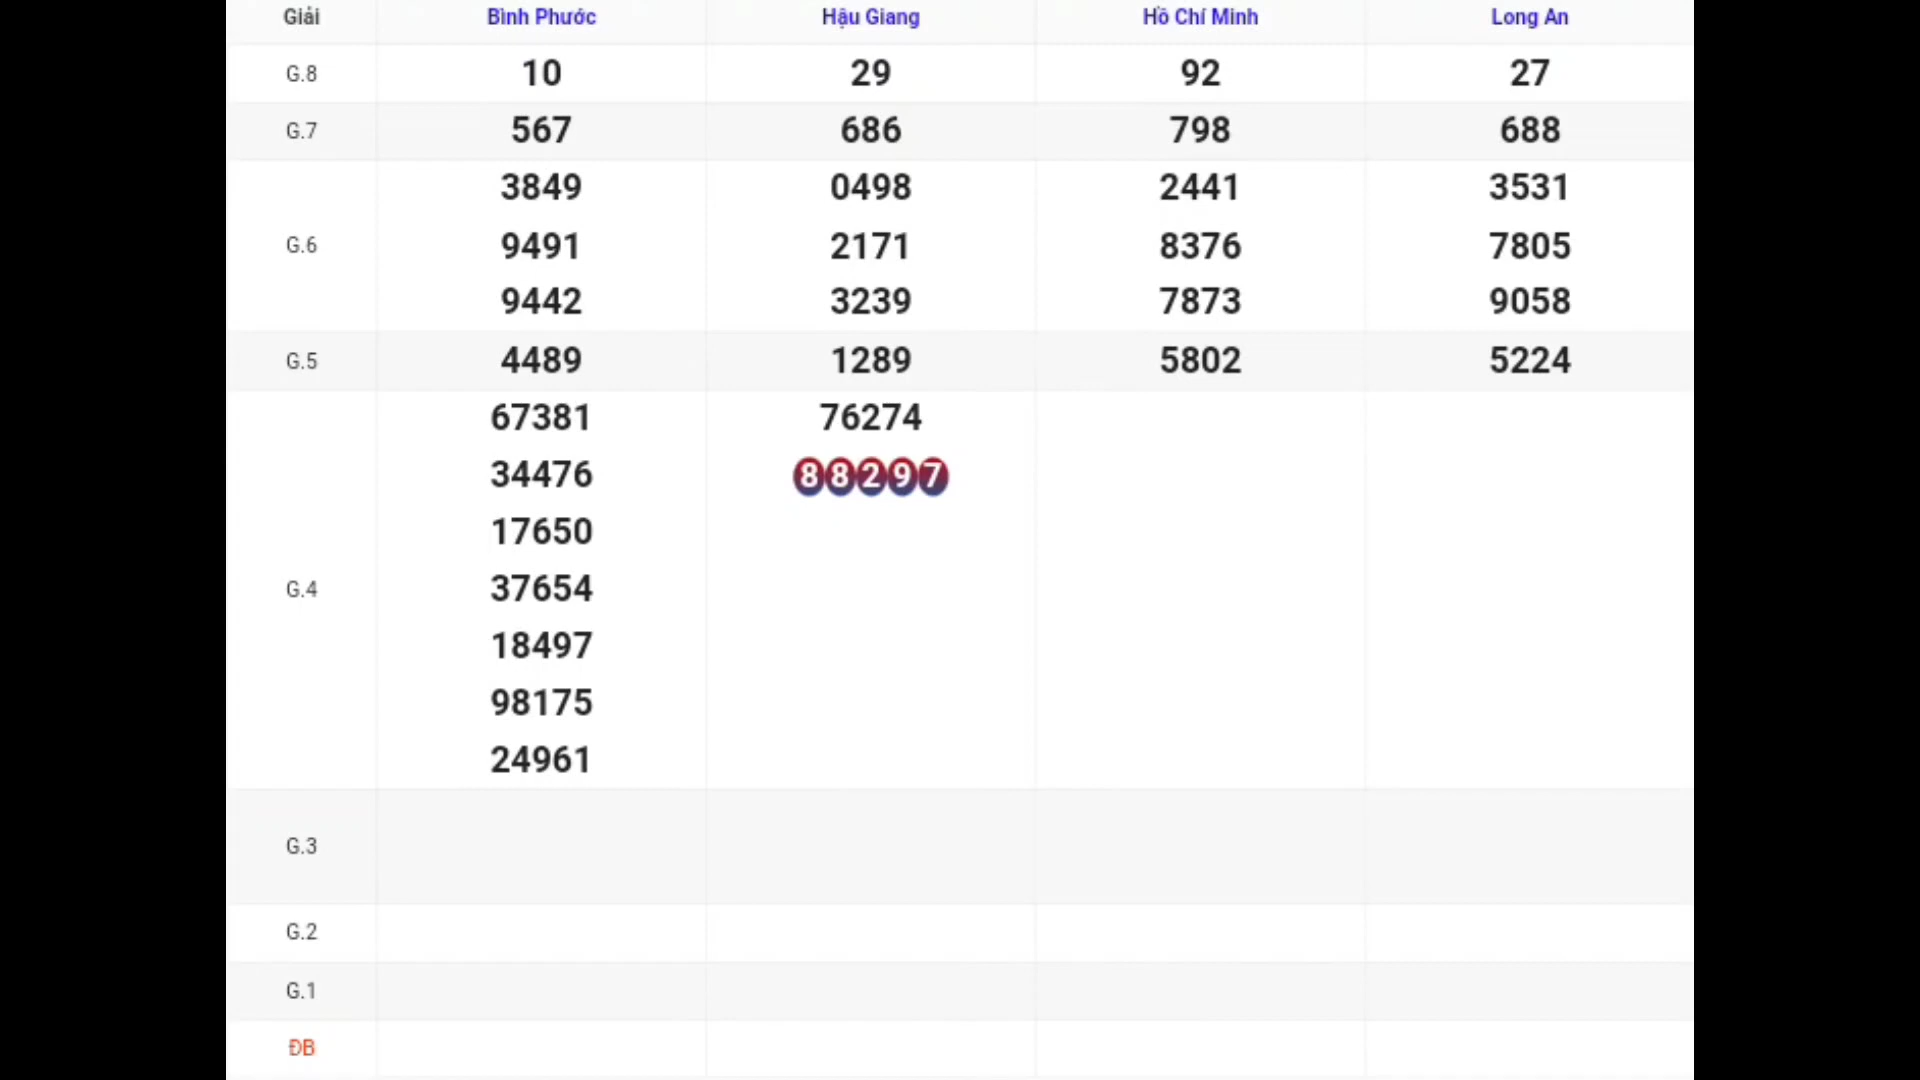 Giải Bình Phước Hậu Giang Hồ Chí Minh Long An
G.8 10 29 92 27
G.7 567 686 798 688
3849 0498 2441 3531
G.6 9491 2171 8376 7805
9442 3239 7873 9058
G.5 4489 1289 5802 5224
67381 76274
34476 88297
17650
G.4 37654
18497
98175
24961
G.3
G.2
G.1
ĐB